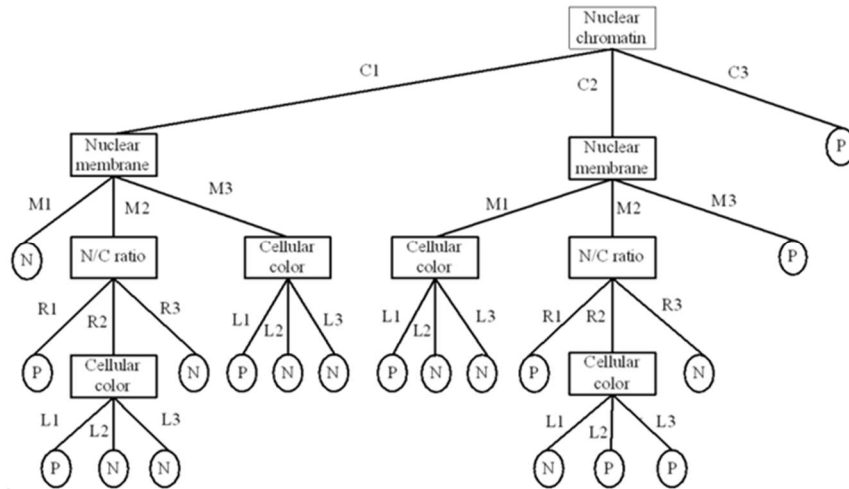 Nuclear
chromatin
C1
C2
C3
Nuclear
membrane
Nuclear
membrane
P
M1
M2
M3
M1
M2
M3
N
N/C ratio
Cellular
color
Cellular
color
N/C ratio
P
R1
R2
R3
L1
L2
L3
L1
L2
L3
R1
R2
R3
P
Cellular
color
N
P
N
N
P
N
N
P
Cellular
color
N
L1
L2
L3
L1
L2
L3
P
N
N
N
P
P